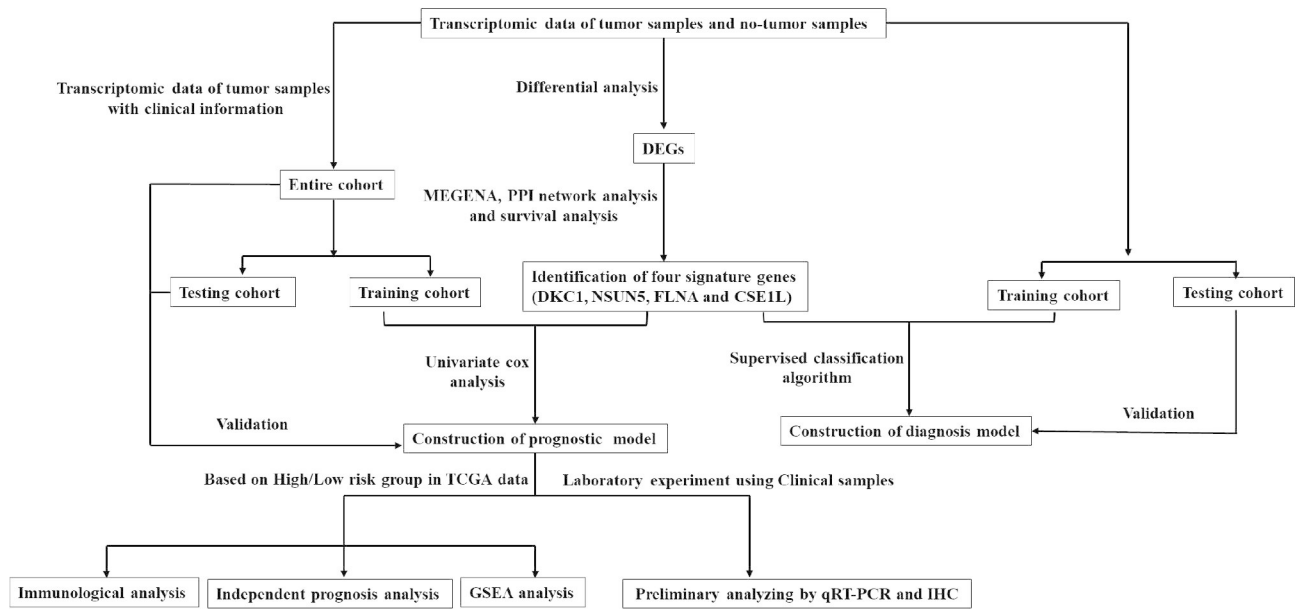 Transcriptomic data of tumor samples and no-tumor samples
Transcriptomic data of tumor samples
with clinical information
Differential analysis
DEGs
Entire cohort
MEGENA, PPI network analysis
and survival analysis
Testing cohort
Training cohort
Identification of four signature genes
(DKC1, NSUN5, FLNA and CSE1L)
Training cohort
Testing cohort
Univariate cox
analysis
Supervised classification
algorithm
Validation
Validation
Construction of prognostic model
Construction of diagnosis model
Based on High/Low risk group in TCGA data
Laboratory experiment using Clinical samples
Immunological analysis
Independent prognosis analysis
GSEA analysis
Preliminary analyzing by qRT-PCR and IHC